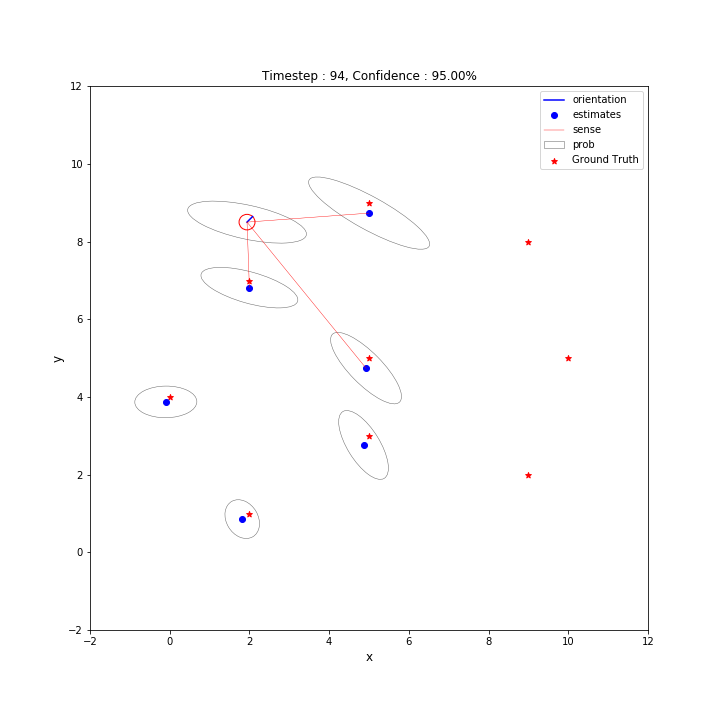 Timestep : 94, Confidence : 95.00%
orientation
estimates
sense
prob
Ground Truth
12
10
8
6
4
2
0
−2
y
−2 0 2 4 6 8 10 12
x